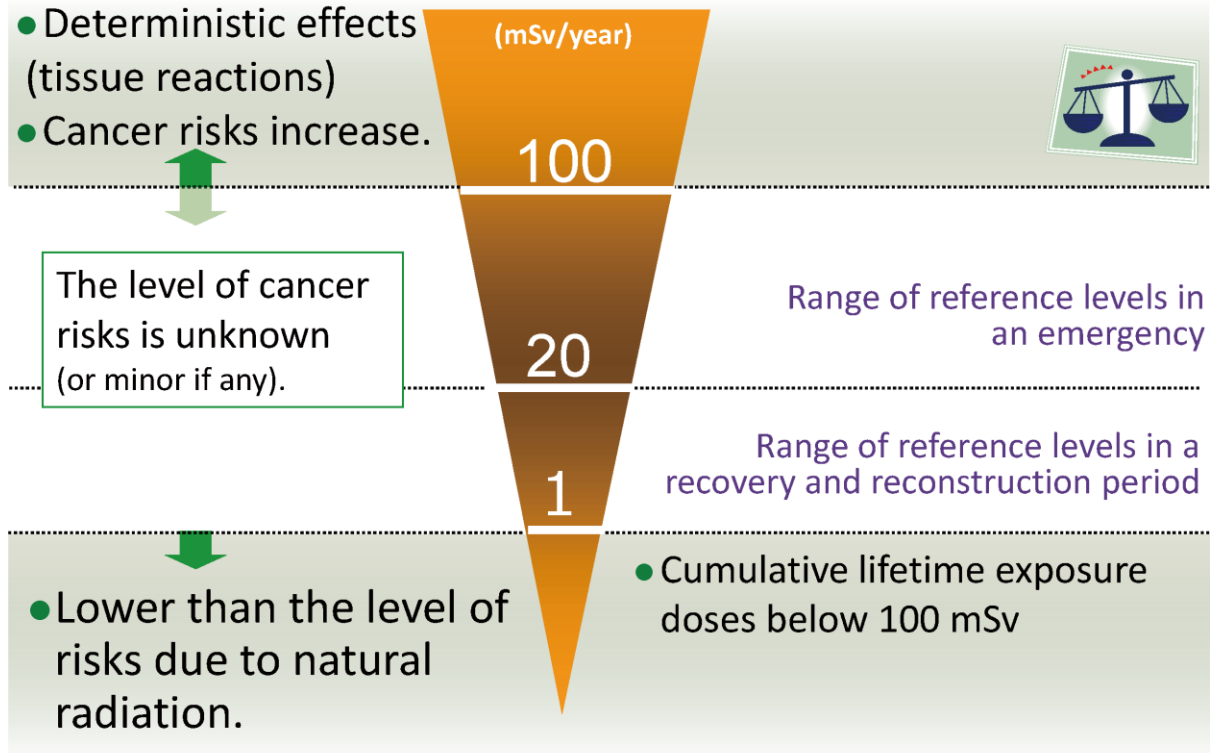 ● Deterministic effects
(tissue reactions)
● Cancer risks increase.
(mSv/year)
100
The level of cancer
risks is unknown
(or minor if any).
Range of reference levels in
an emergency
20
Range of reference levels in a
recovery and reconstruction period
1
● Lower than the level of
risks due to natural
radiation.
● Cumulative lifetime exposure
doses below 100 mSv